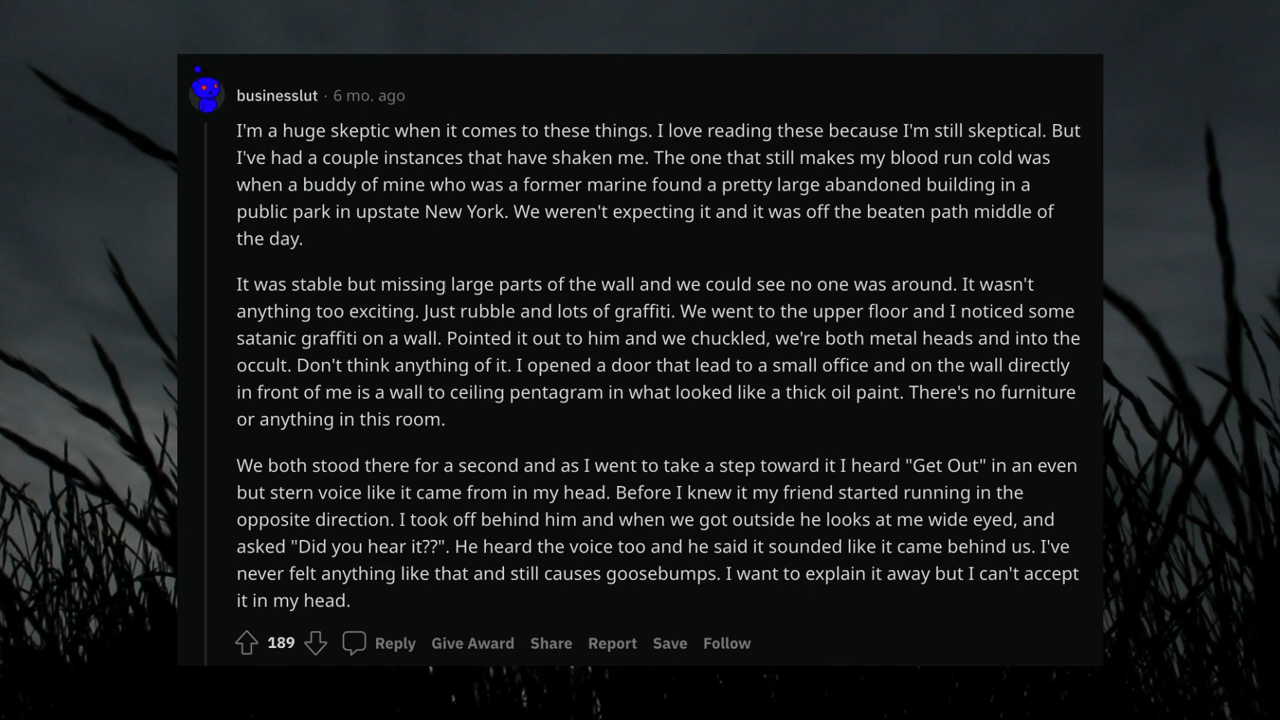 businesslut · 6 mo. ago
I'm a huge skeptic when it comes to these things. I love reading these because I'm still skeptical. But
I've had a couple instances that have shaken me. The one that still makes my blood run cold was
when a buddy of mine who was a former marine found a pretty large abandoned building in a
public park in upstate New York. We weren't expecting it and it was off the beaten path middle of
the day.
It was stable but missing large parts of the wall and we could see no one was around. It wasn't
anything too exciting. Just rubble and lots of graffiti. We went to the upper floor and I noticed some
satanic graffiti on a wall. Pointed it out to him and we chuckled, we're both metal heads and into the
occult. Don't think anything of it. I opened a door that lead to a small office and on the wall directly
in front of me is a wall to ceiling pentagram in what looked like a thick oil paint. There's no furniture
or anything in this room.
We both stood there for a second and as I went to take a step toward it I heard "Get Out" in an even
but stern voice like it came from in my head. Before I knew it my friend started running in the
opposite direction. I took off behind him and when we got outside he looks at me wide eyed, and
asked "Did you hear it??". He heard the voice too and he said it sounded like it came behind us. I've
never felt anything like that and still causes goosebumps. I want to explain it away but I can't accept
it in my head.
189 Reply Give Award Share Report Save Follow